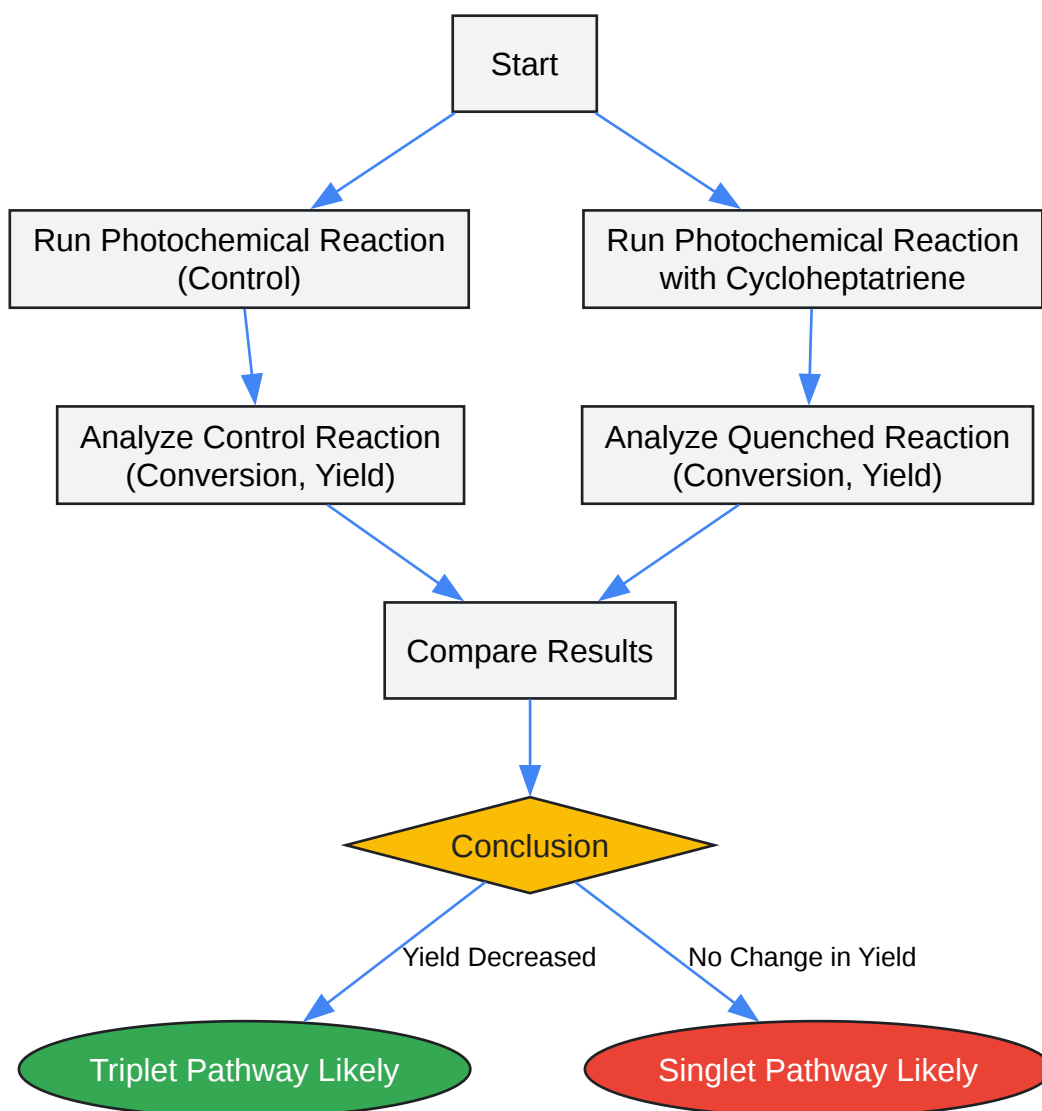 Start
Run Photochemical Reaction
(Control)
Run Photochemical Reaction
with Cycloheptatriene
Analyze Control Reaction
(Conversion, Yield)
Analyze Quenched Reaction
(Conversion, Yield)
Compare Results
Conclusion
Yield Decreased
No Change in Yield
Triplet Pathway Likely
Singlet Pathway Likely